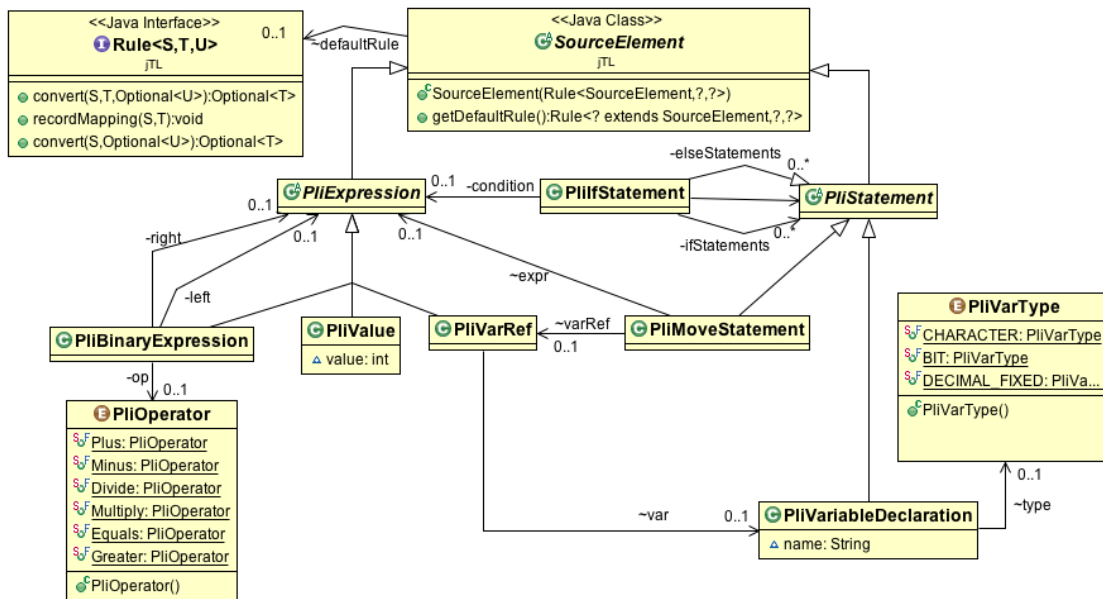 <<Java Interface>>
Rule<S,T,U>
jTL
convert(S,T,Optional<U>):Optional<T>
recordMapping(S,T):void
convert(S,Optional<U>):Optional<T>
0..1
~defaultRule
<<Java Class>>
SourceElement
jTL
SourceElement(Rule<SourceElement,?,?>)
getDefaultRule():Rule<? extends SourceElement,?,?>
PliExpression
0..1
-condition
PliIfStatement
-elseStatements
0..*
PliStatement
-ifStatements
0..*
0..1
-right
0..1
-left
0..1
~expr
PliBinaryExpression
PliValue
value: int
PliVarRef
~varRef
0..1
PliMoveStatement
PliVarType
CHARACTER: PliVarType
BIT: PliVarType
DECIMAL_FIXED: PliVa...
PliVarType()
-op
0..1
PliOperator
Plus: PliOperator
Minus: PliOperator
Divide: PliOperator
Multiply: PliOperator
Equals: PliOperator
Greater: PliOperator
PliOperator()
~var
0..1
PliVariableDeclaration
name: String
0..1
~type